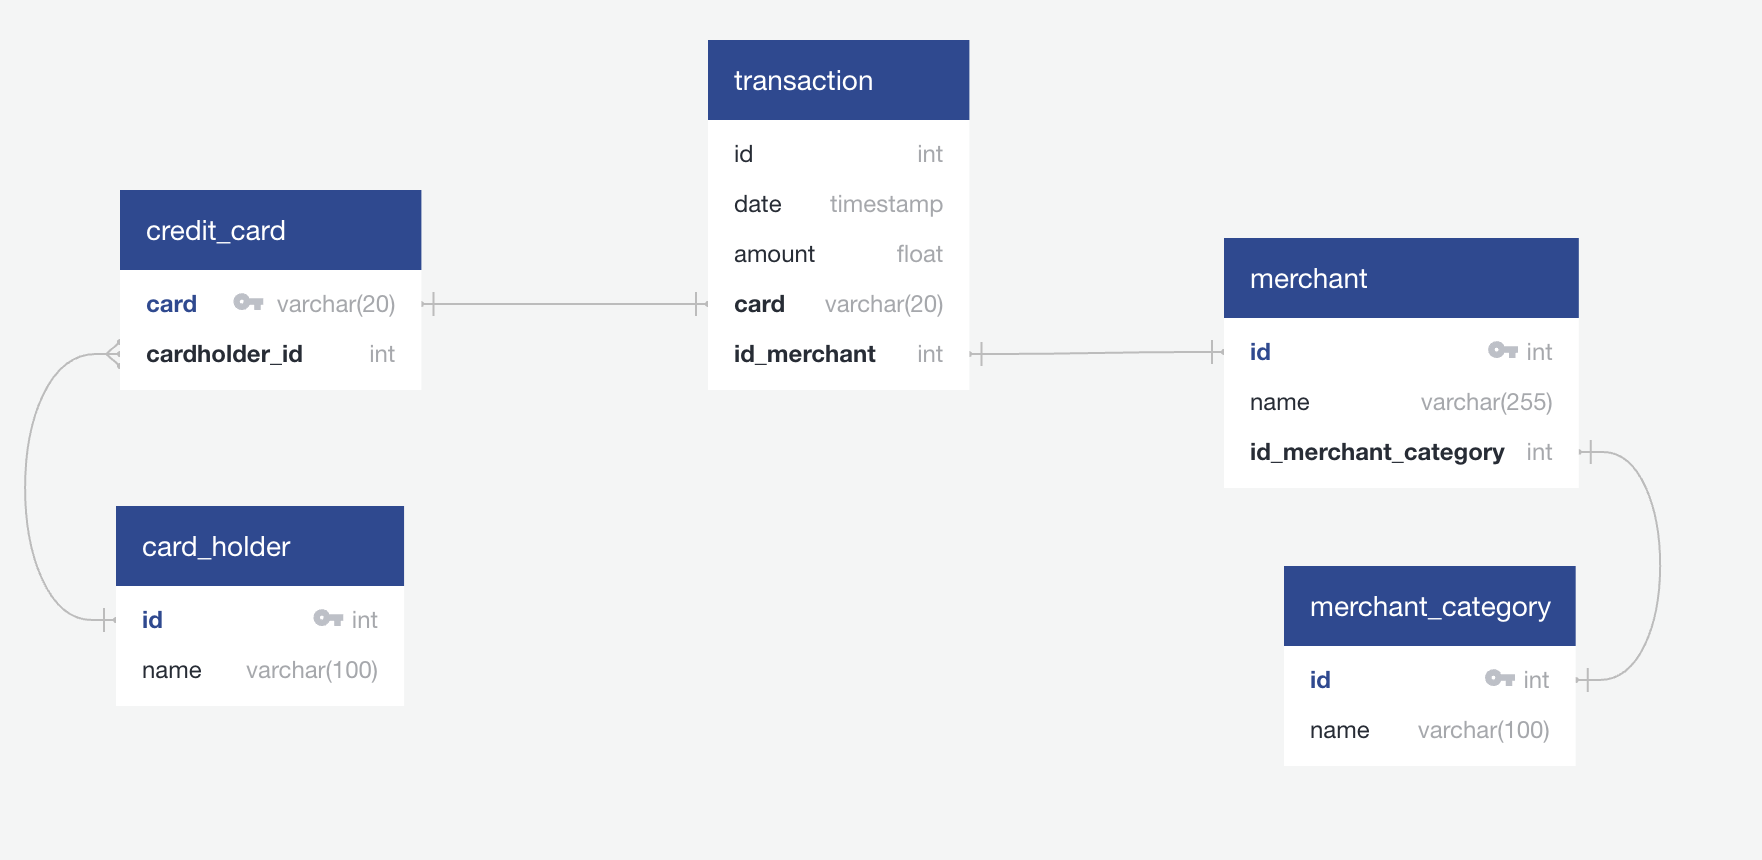 transaction
id int
date timestamp
amount float
card varchar(20)
id_merchant int
credit_card
card varchar(20)
cardholder_id int
merchant
id int
name varchar(255)
id_merchant_category int
card_holder
id int
name varchar(100)
merchant_category
id int
name varchar(100)